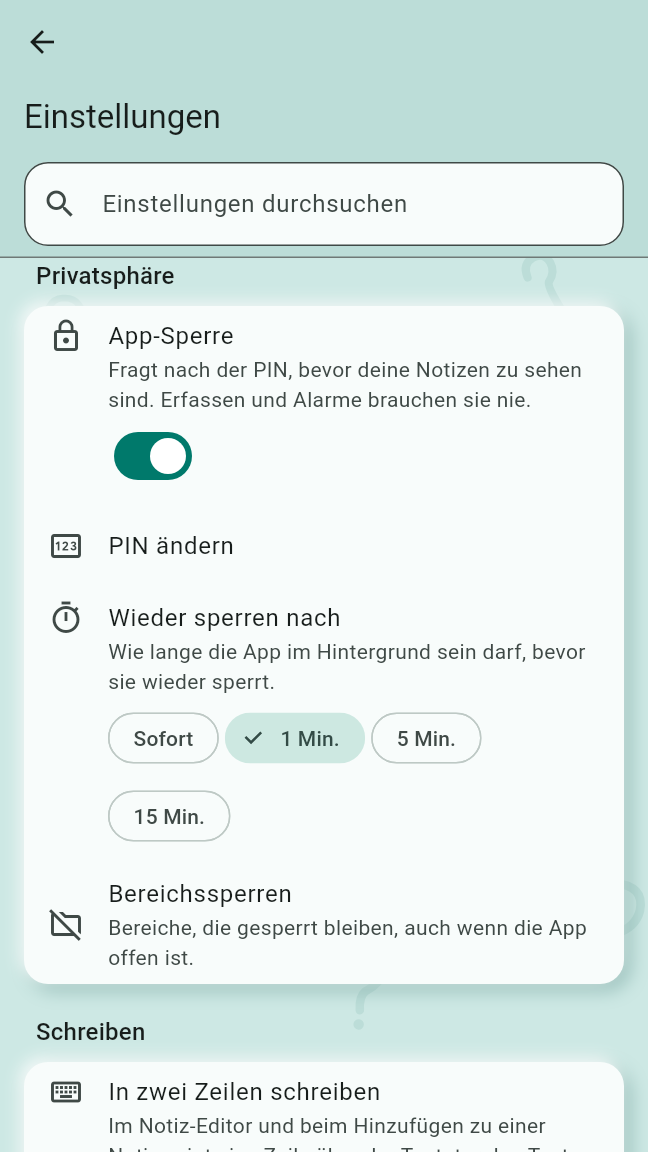 Einstellungen
Einstellungen durchsuchen
Privatsphäre
App-Sperre
Fragt nach der PIN, bevor deine Notizen zu sehen
sind. Erfassen und Alarme brauchen sie nie.
123
PIN ändern
Wieder sperren nach
Wie lange die App im Hintergrund sein darf, bevor
sie wieder sperrt.
Sofort
1 Min.
5 Min.
15 Min.
Bereichssperren
Bereiche, die gesperrt bleiben, auch wenn die App
offen ist.
Schreiben
In zwei Zeilen schreiben
Im Notiz-Editor und beim Hinzufügen zu einer